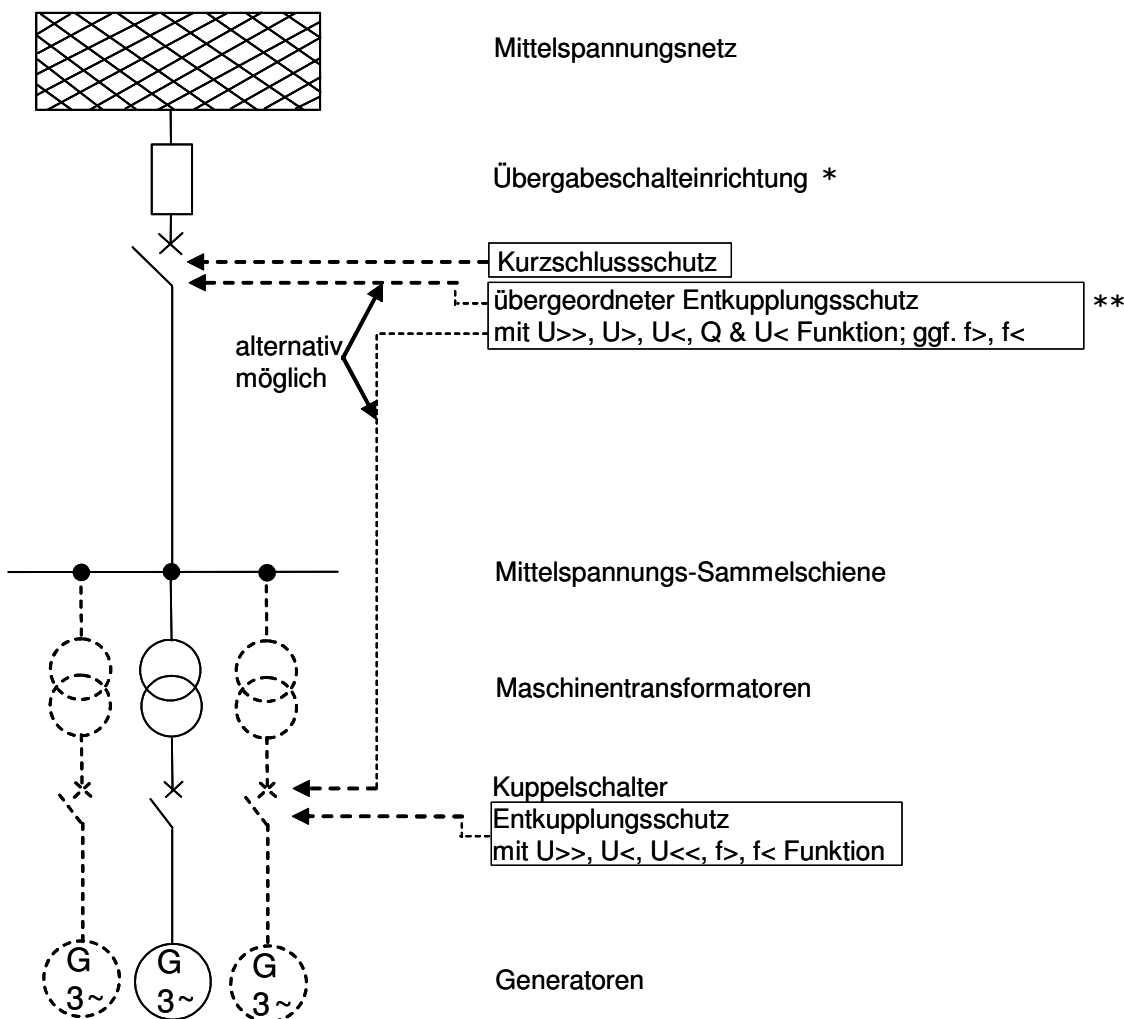 Mittelspannungsnetz
Übergabeschalteinrichtung *
Kurzschlussschutz
übergeordneter Entkupplungsschutz **
mit U>>, U>, U<, Q & U< Funktion; ggf. f>, f<
alternativ
möglich
Mittelspannungs-Sammelschiene
Maschinentransformatoren
Kuppelschalter
Entkupplungsschutz
mit U>>, U<, U<<, f>, f< Funktion
G G G
3~ 3~ 3~
Generatoren